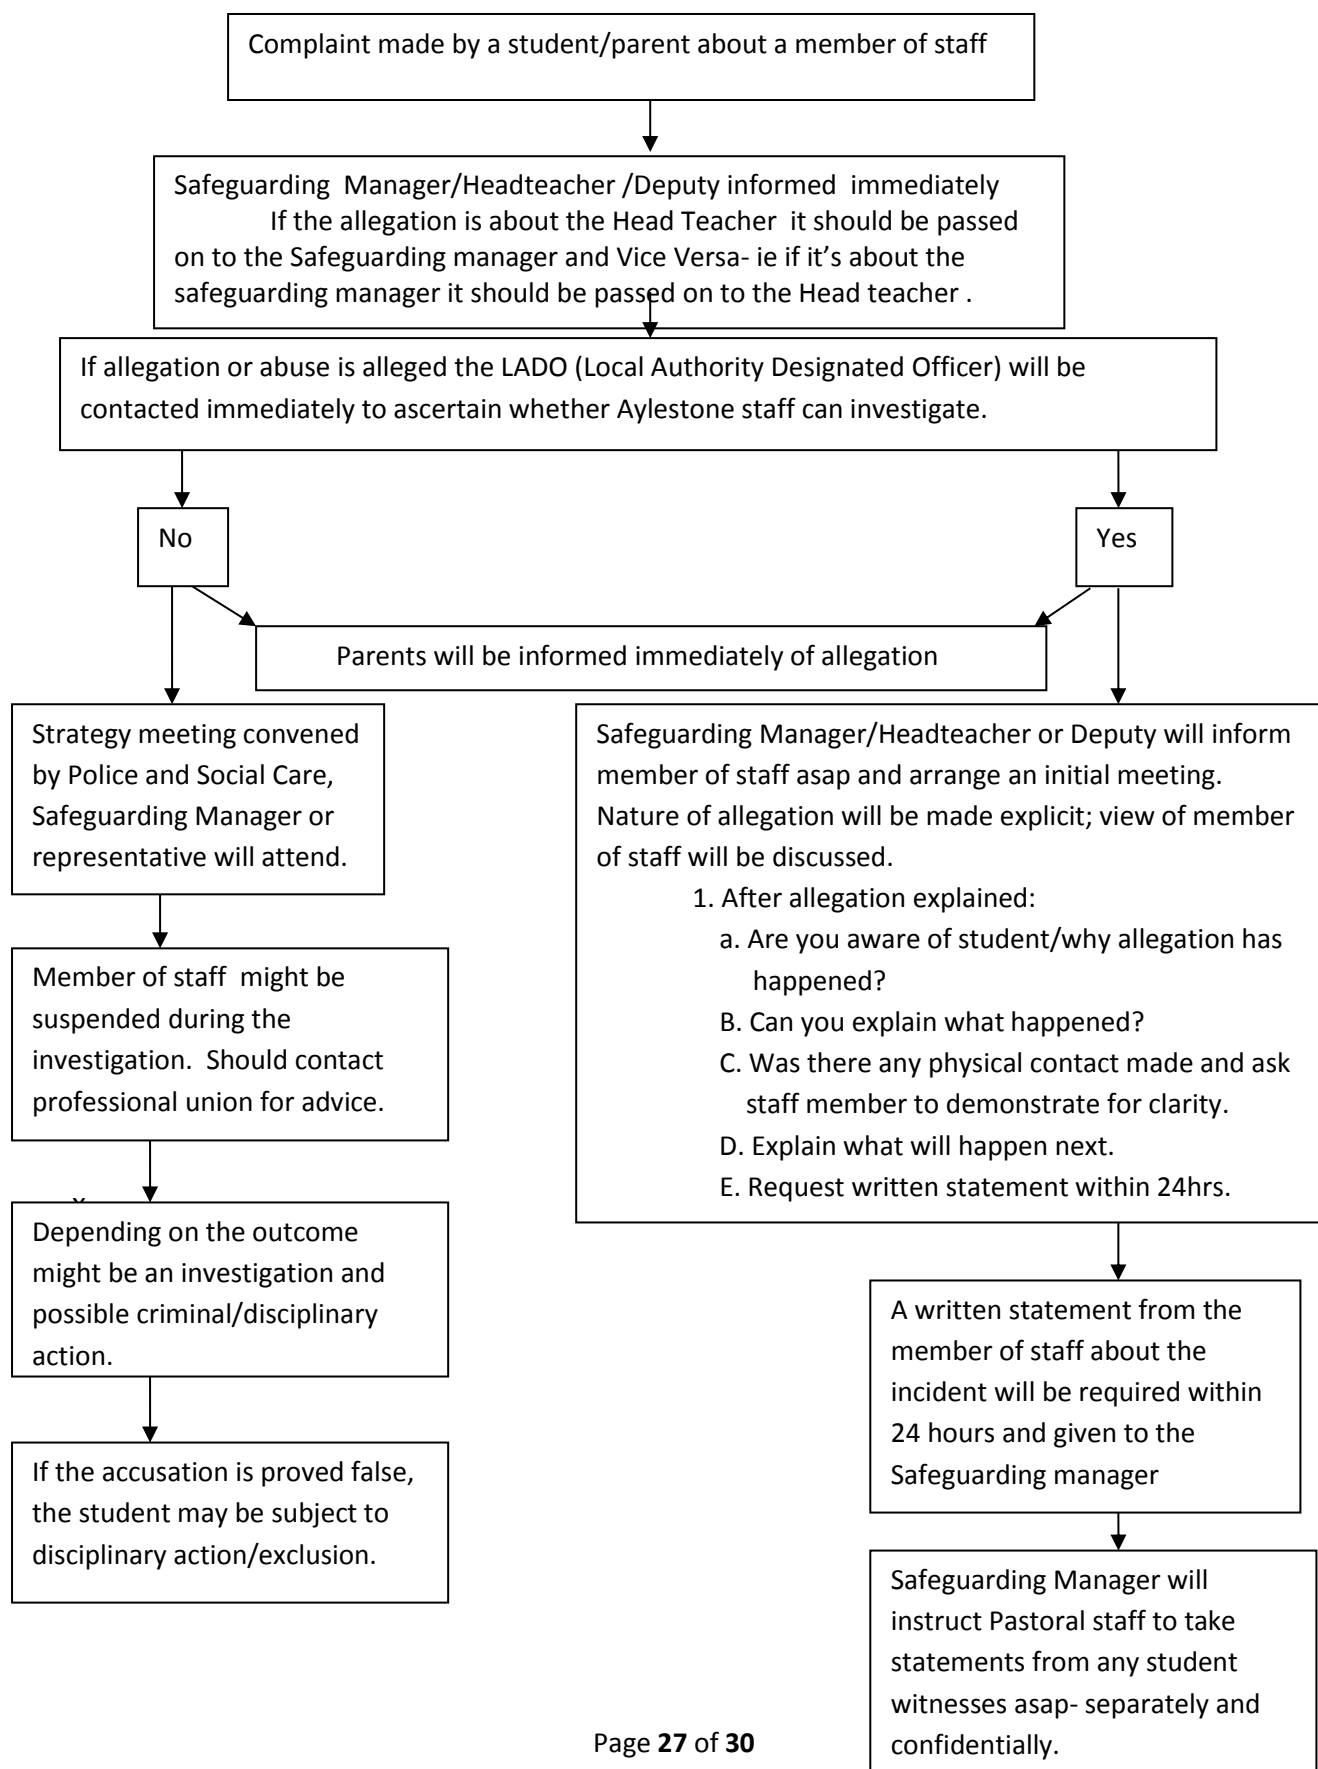 Complaint made by a student/parent about a member of staff
Safeguarding  Manager/Headteacher /Deputy informed  immediately
If the allegation is about the Head Teacher  it should be passed
on to the Safeguarding manager and Vice Versa- ie if it's about the
safeguarding manager it should be passed on to the Head teacher .
If allegation or abuse is alleged the LADO (Local Authority Designated Officer) will be
contacted immediately to ascertain whether Aylestone staff can investigate.
No
Yes
Parents will be informed immediately of allegation
Strategy meeting convened
by Police and Social Care,
Safeguarding Manager or
representative will attend.
Member of staff  might be
suspended during the
investigation.  Should contact
professional union for advice.
Depending on the outcome
might be an investigation and
possible criminal/disciplinary
action.
If the accusation is proved false,
the student may be subject to
disciplinary action/exclusion.
Safeguarding Manager/Headteacher or Deputy will inform
member of staff asap and arrange an initial meeting.
Nature of allegation will be made explicit; view of member
of staff will be discussed.
1. After allegation explained:
a. Are you aware of student/why allegation has
happened?
B. Can you explain what happened?
C. Was there any physical contact made and ask
staff member to demonstrate for clarity.
D. Explain what will happen next.
E. Request written statement within 24hrs.
A written statement from the
member of staff about the
incident will be required within
24 hours and given to the
Safeguarding manager
Safeguarding Manager will
instruct Pastoral staff to take
statements from any student
witnesses asap- separately and
confidentially.
Page 27 of 30